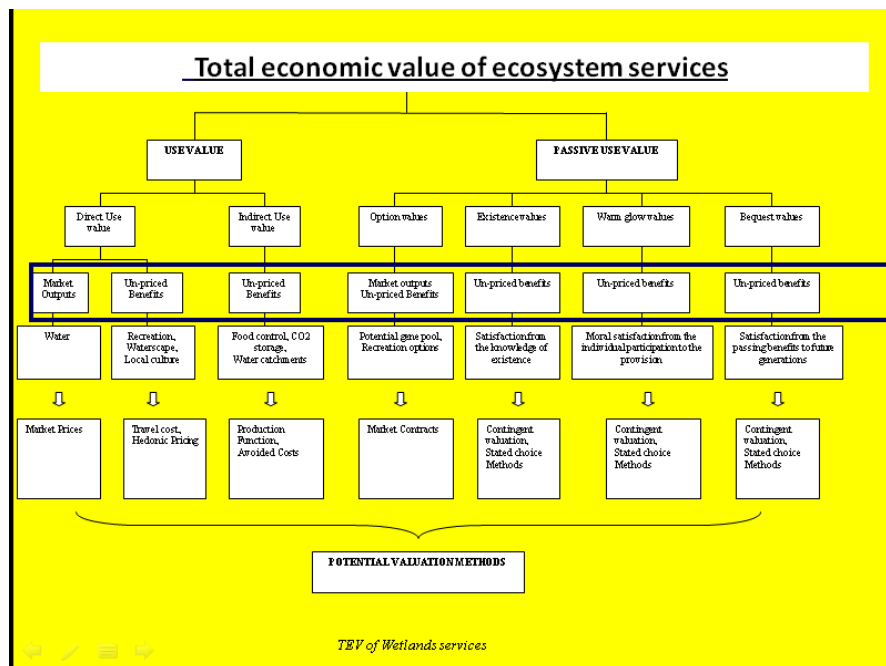 Total economic value of ecosystem services
USE VALUE
PASSIVE USE VALUE
Direct Use
value
Indirect Use
value
Option values
Existence values
Warm glow values
Bequest values
Market
Outputs
Un-priced
Benefits
Un-priced
Benefits
Market outputs
Un-priced Benefits
Un-priced benefits
Un-priced benefits
Un-priced benefits
Water
Recreation,
Waterscape,
Local culture
Food control, CO2
storage,
Water catchments
Potential gene pool,
Recreation options
Satisfaction from
the knowledge of
existence
Moral satisfaction from the
individual participation to the
provision
Satisfaction from the
passing benefits to future
generations
Market Prices
Travel cost,
Hedonic Pricing
Production
Function,
Avoided Costs
Market Contracts
Contingent
valuation,
Stated choice
Methods
Contingent
valuation,
Stated choice
Methods
Contingent
valuation,
Stated choice
Methods
POTENTIAL VALUATION METHODS
TEV of Wetlands services